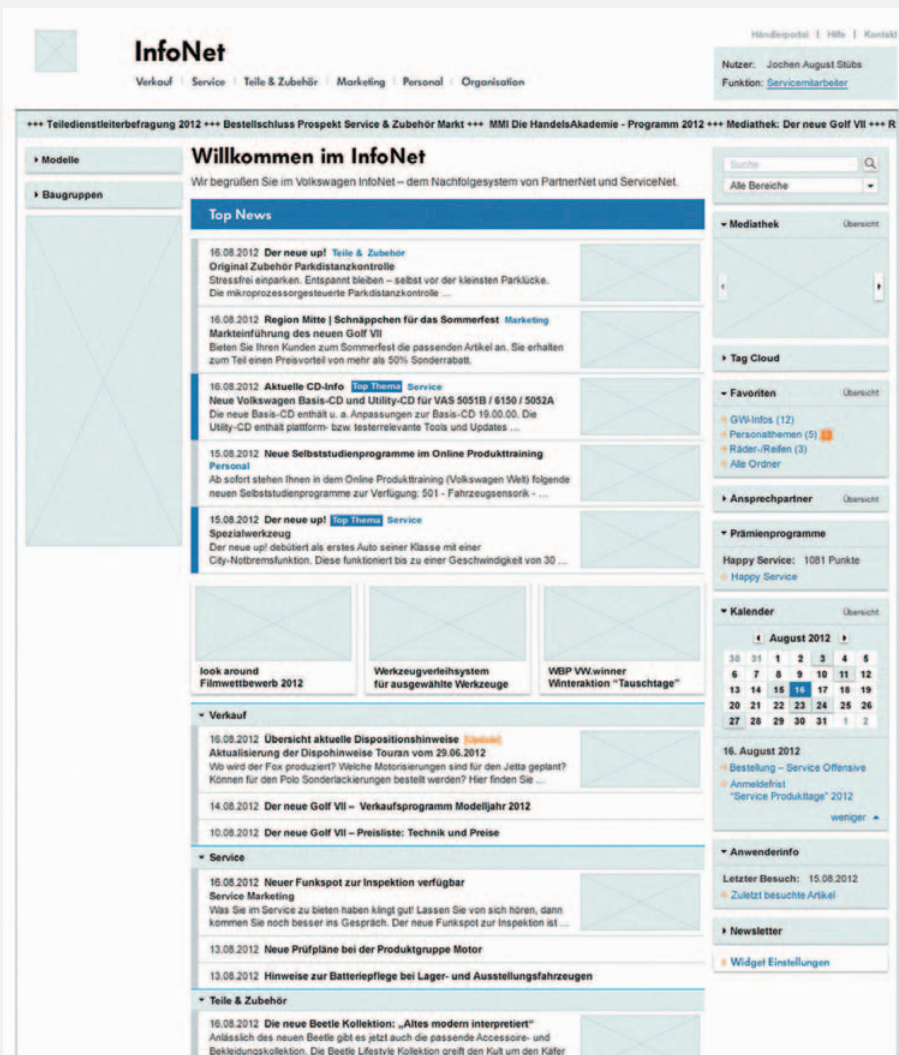 Händlerportal | Hilfe | Kontakt
InfoNet
Verkauf | Service | Teile & Zubehör | Marketing | Personal | Organisation
Nutzer: Jochen August Stübs
Funktion: Servicemitarbeiter
+++ Teiledienstleiterbefragung 2012 +++ Bestellschluss Prospekt Service & Zubehör Markt +++ MMI Die HandelsAkademie - Programm 2012 +++ Mediathek: Der neue Golf VII +++ R
Modelle
Baugruppen
Willkommen im InfoNet
Wir begrüßen Sie im Volkswagen InfoNet – dem Nachfolgesystem von PartnerNet und ServiceNet.
Top News
16.08.2012 Der neue up! Teile & Zubehör
Original Zubehör Parkdistanzkontrolle
Stressfrei einparken. Entspannt bleiben – selbst vor der kleinsten Parklücke.
Die mikroprozessorgesteuerte Parkdistanzkontrolle ...
16.08.2012 Region Mitte | Schnäppchen für das Sommerfest Marketing
Markteinführung des neuen Golf VII
Bieten Sie Ihren Kunden zum Sommerfest die passenden Artikel an. Sie erhalten
zum Teil einen Preisvorteil von mehr als 50% Sonderrabatt.
16.08.2012 Aktuelle CD-Info Top Thema Service
Neue Volkswagen Basis-CD und Utility-CD für VAS 5051B / 6150 / 5052A
Die neue Basis-CD enthält u. a. Anpassungen zur Basis-CD 19.00.00. Die
Utility-CD enthält plattform- bzw. testerrelevante Tools und Updates ...
15.08.2012 Neue Selbststudienprogramme im Online Produkttraining
Personal
Ab sofort stehen Ihnen in dem Online Produkttraining (Volkswagen Welt) folgende
neuen Selbststudienprogramme zur Verfügung: 501 - Fahrzeugsensorik - ...
15.08.2012 Der neue up! Top Thema Service
Spezialwerkzeug
Der neue up! debütiert als erstes Auto seiner Klasse mit einer
City-Notbremsfunktion. Diese funktioniert bis zu einer Geschwindigkeit von 30 ...
look around
Filmwettbewerb 2012
Werkzeugverleihsystem
für ausgewählte Werkzeuge
WBP VW.winner
Winteraktion "Tauschtage"
Verkauf
16.08.2012 Übersicht aktuelle Dispositionshinweise [Update]
Aktualisierung der Dispohinweise Touran vom 29.06.2012
Wo wird der Fox produziert? Welche Motorisierungen sind für den Jetta geplant?
Können für den Polo Sonderlackierungen bestellt werden? Hier finden Sie ...
14.08.2012 Der neue Golf VII – Verkaufsprogramm Modelljahr 2012
10.08.2012 Der neue Golf VII – Preisliste: Technik und Preise
Service
16.08.2012 Neuer Funkspot zur Inspektion verfügbar
Service Marketing
Was Sie im Service zu bieten haben klingt gut! Lassen Sie von sich hören, dann
kommen Sie noch besser ins Gespräch. Der neue Funkspot zur Inspektion ist ...
13.08.2012 Neue Prüfpläne bei der Produktgruppe Motor
13.08.2012 Hinweise zur Batteriepflege bei Lager- und Ausstellungsfahrzeugen
Teile & Zubehör
16.08.2012 Die neue Beetle Kollektion: „Altes modern interpretiert“
Anlässlich des neuen Beetle gibt es jetzt auch die passende Accessoire- und
Bekleidungskollektion. Die Beetle Lifestyle Kollektion greift den Kult um den Käfer
Suche
Alle Bereiche
Mediathek Übersicht
Tag Cloud
Favoriten Übersicht
GW-Infos (12)
Personalthemen (5)
Räder-/Reifen (3)
Alle Ordner
Ansprechpartner Übersicht
Prämienprogramme
Happy Service: 1081 Punkte
Happy Service
Kalender Übersicht
August 2012
30 31 1 2 3 4 5
6 7 8 9 10 11 12
13 14 15 16 17 18 19
20 21 22 23 24 25 26
27 28 29 30 31 1 2
16. August 2012
Bestellung – Service Offensive
Anmeldefrist
"Service Produkttage" 2012
weniger
Anwenderinfo
Letzter Besuch: 15.08.2012
Zuletzt besuchte Artikel
Newsletter
Widget Einstellungen